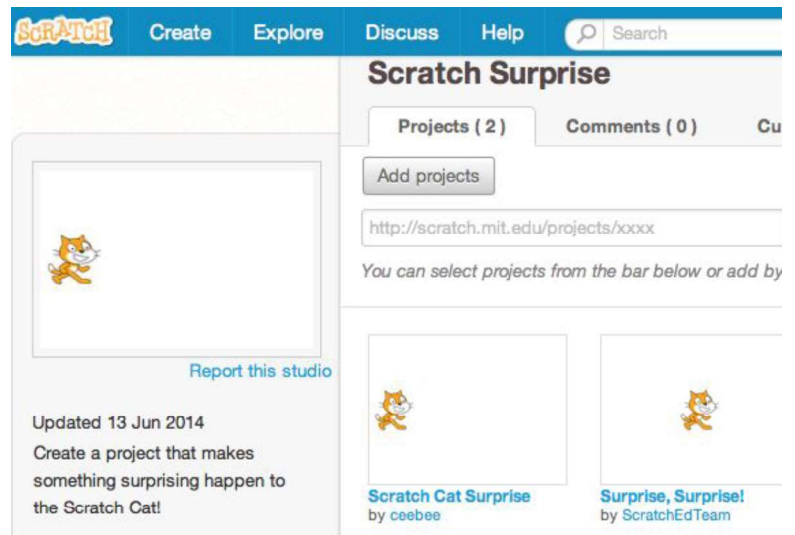 SCRATCH Create Explore Discuss Help Search
Scratch Surprise
Projects ( 2 ) Comments ( 0 ) Cu
Add projects
http://scratch.mit.edu/projects/xxxx
You can select projects from the bar below or add by
Report this studio
Updated 13 Jun 2014
Create a project that makes
something surprising happen to
the Scratch Cat!
Scratch Cat Surprise
by ceebee
Surprise, Surprise!
by ScratchEdTeam